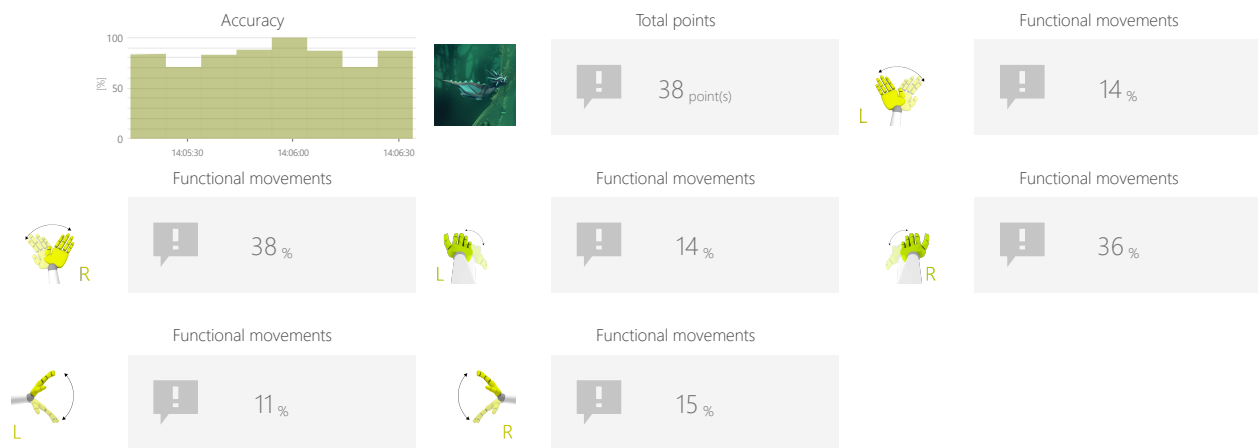 Accuracy
Total points
Functional movements
100
[%]
50
0
14:05:30
14:06:00
14:06:30
38 point(s)
L
14 %
Functional movements
Functional movements
Functional movements
R
38 %
L
14 %
R
36 %
Functional movements
Functional movements
L
11 %
R
15 %